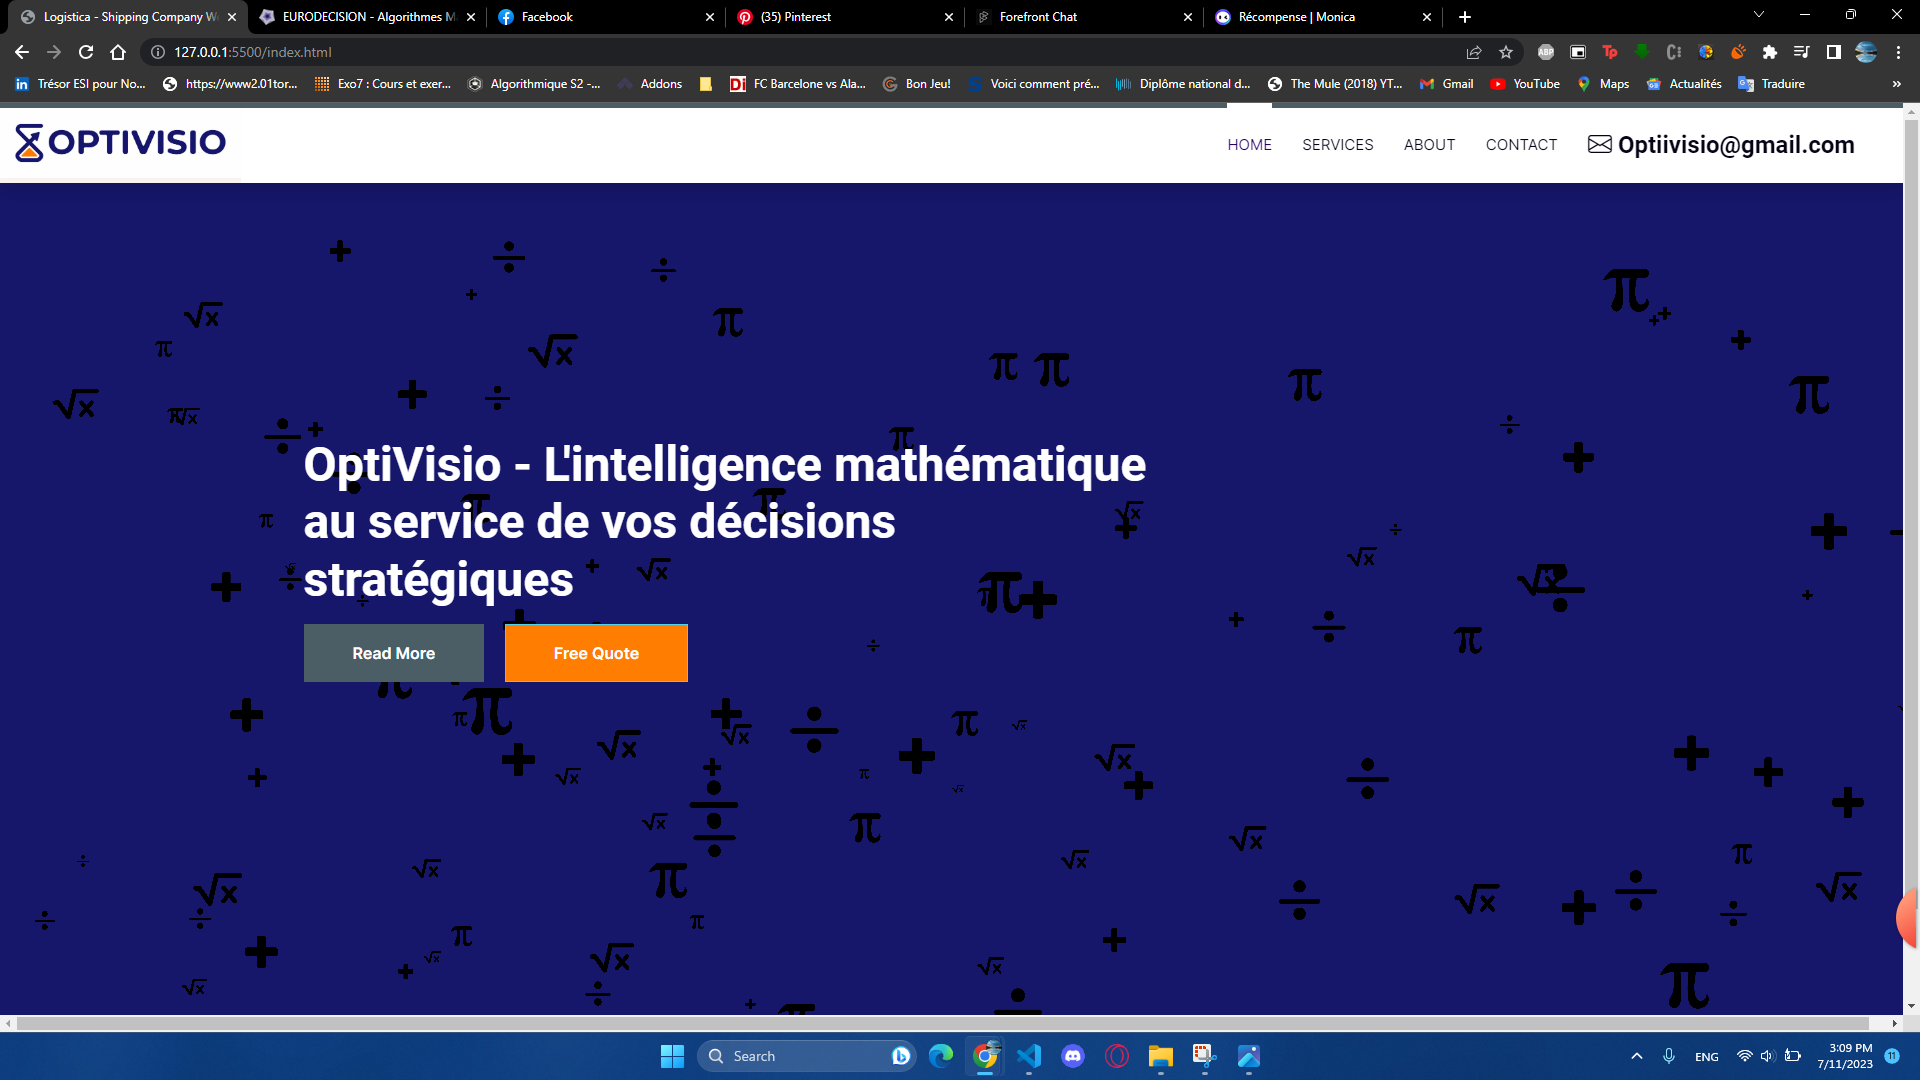 Logistica - Shipping Company W
EURODECISION - Algorithmes M
Facebook
(35) Pinterest
Forefront Chat
Récompense | Monica
127.0.0.1:5500/index.html
Trésor ESI pour No...
https://www2.01tor...
Exo7 : Cours et exer...
Algorithmique S2 -...
Addons
FC Barcelone vs Ala...
Bon Jeu!
Voici comment pré...
Diplôme national d...
The Mule (2018) YT...
Gmail
YouTube
Maps
Actualités
Traduire
»
OPTIVISIO
HOME
SERVICES
ABOUT
CONTACT
Optiivisio@gmail.com
OptiVisio - L'intelligence mathématique
au service de vos décisions
stratégiques
Read More
Free Quote
Search
ENG
3:09 PM
7/11/2023
11